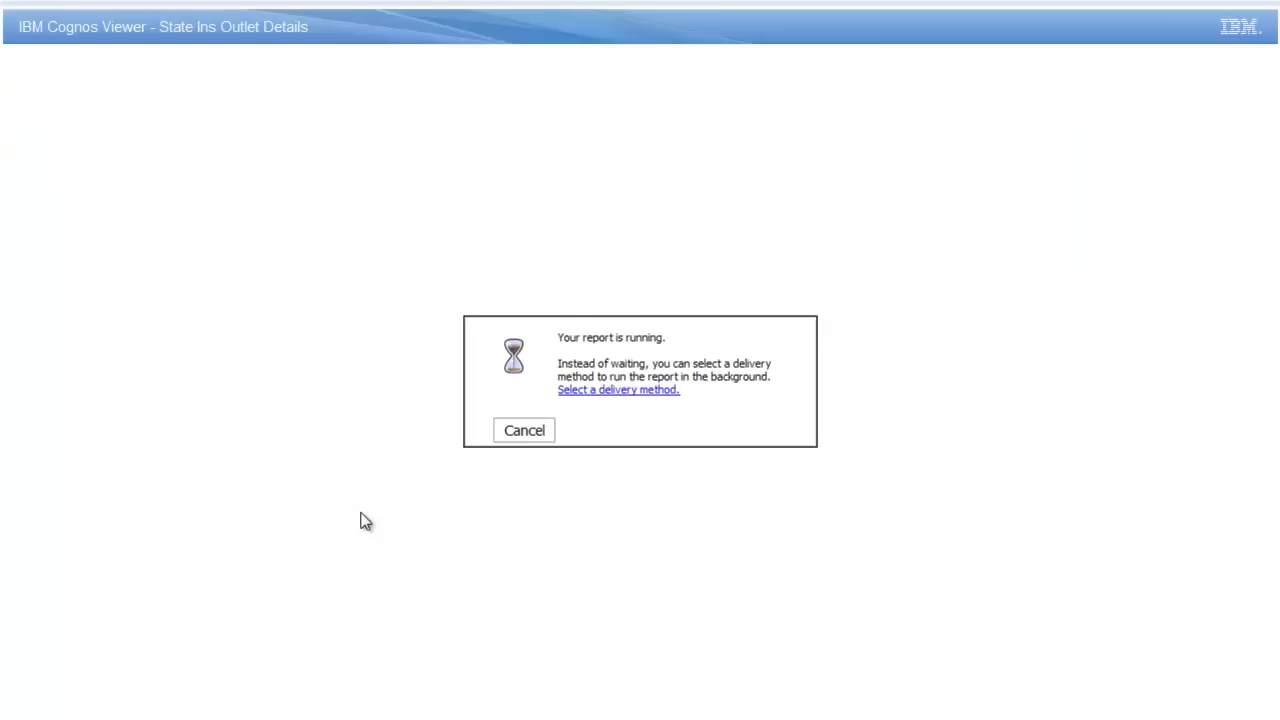 IBM Cognos Viewer - State Ins Outlet Details
IBM.
Your report is running.
Instead of waiting, you can select a delivery
method to run the report in the background.
Select a delivery method.
Cancel